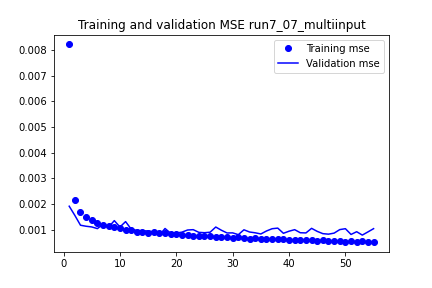 Training and validation MSE run7_07_multiinput
Training mse
Validation mse
0.008
0.007
0.006
0.005
0.004
0.003
0.002
0.001
0 10 20 30 40 50